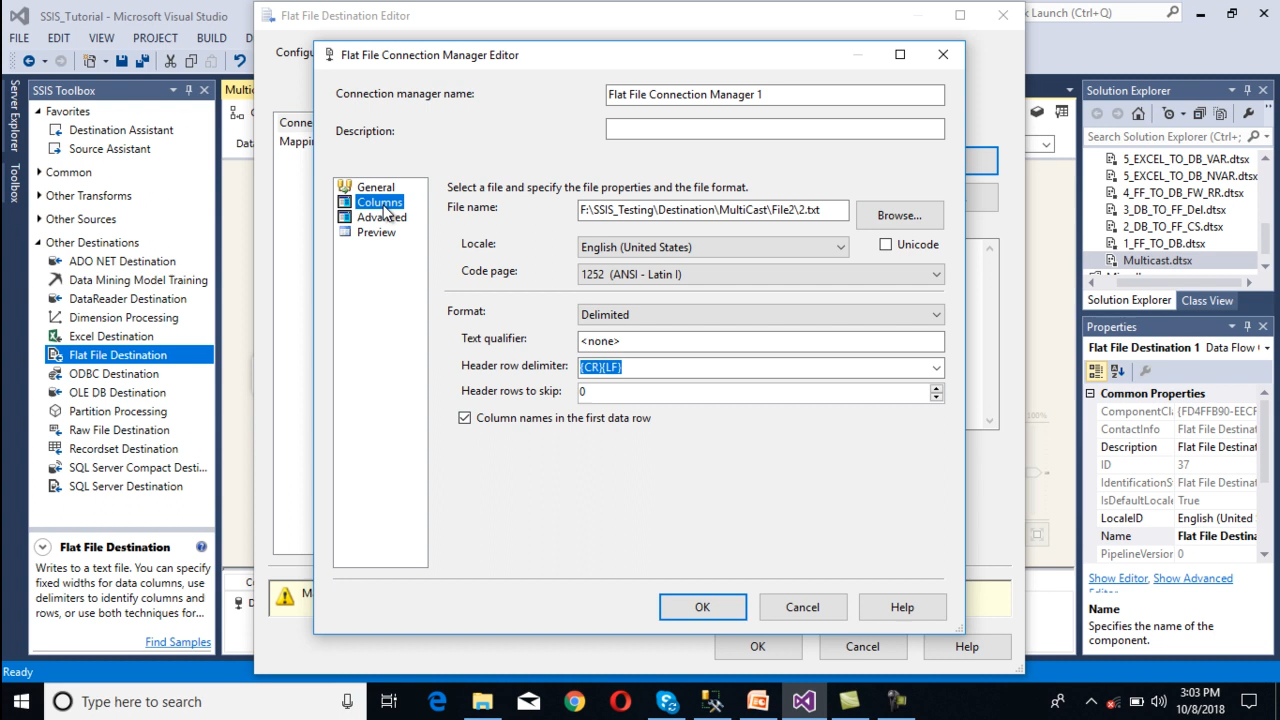 SSIS_Tutorial - Microsoft Visual Studio
Flat File Destination Editor
Launch (Ctrl+Q)
FILE EDIT VIEW PROJECT BUILD
Configu
Server Explorer
Toolbox
SSIS Toolbox
Favorites
Destination Assistant
Source Assistant
Common
Other Transforms
Other Sources
Other Destinations
ADO NET Destination
Data Mining Model Training
DataReader Destination
Dimension Processing
Excel Destination
Flat File Destination
ODBC Destination
OLE DB Destination
Partition Processing
Raw File Destination
Recordset Destination
SQL Server Compact Desti...
SQL Server Destination
Flat File Destination
Writes to a text file. You can specify
fixed widths for data columns, use
delimiters to identify columns and
rows, or use both techniques for...
Find Samples
Multic
Dat
Conne
Mappin
Flat File Connection Manager Editor
Connection manager name:
Flat File Connection Manager 1
Description:
General
Columns
Advanced
Preview
Select a file and specify the file properties and the file format.
File name:
F:\SSIS_Testing\Destination\MultiCast\File2\2.txt
Browse...
Locale:
English (United States)
Unicode
Code page:
1252 (ANSI - Latin I)
Format:
Delimited
Text qualifier:
<none>
Header row delimiter:
{CR}{LF}
Header rows to skip:
0
Column names in the first data row
OK Cancel Help
OK Cancel Help
100%
Solution Explorer
Search Solution Explorer (Ctrl+;
5_EXCEL_TO_DB_VAR.dtsx
5_EXCEL_TO_DB_NVAR.dtsx
4_FF_TO_DB_FW_RR.dtsx
3_DB_TO_FF_Del.dtsx
2_DB_TO_FF_CS.dtsx
1_FF_TO_DB.dtsx
Multicast.dtsx
Solution Explorer Class View
Properties
Flat File Destination 1 Data Flow
Common Properties
ComponentCla {FD4FFB90-EECF
ContactInfo Flat File Destinat
Description Flat File Destinat
ID 37
IdentificationS Flat File Destinat
IsDefaultLocale True
LocaleID English (United
Name Flat File Destina
PipelineVersior 0
Show Editor, Show Advanced
Name
Specifies the name of the
component.
Ready
Type here to search
3:03 PM
10/8/2018